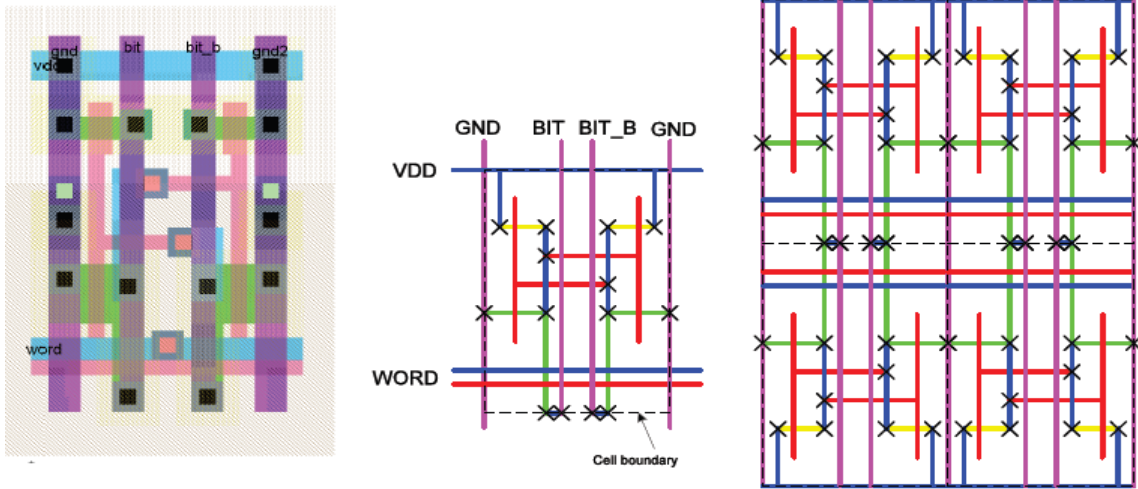 gnd bit bit_b gnd2
vdd
word
GND BIT BIT_B GND
VDD
WORD
Cell boundary